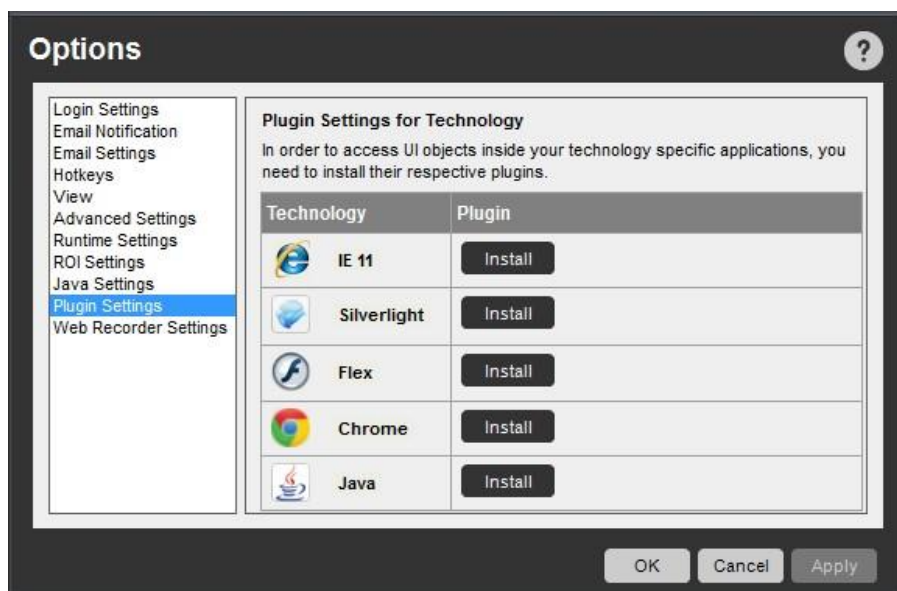 Options
?
Login Settings
Email Notification
Email Settings
Hotkeys
View
Advanced Settings
Runtime Settings
ROI Settings
Java Settings
Plugin Settings
Web Recorder Settings
Plugin Settings for Technology
In order to access UI objects inside your technology specific applications, you
need to install their respective plugins.
Technology Plugin
IE 11 Install
Silverlight Install
Flex Install
Chrome Install
Java Install
OK Cancel Apply